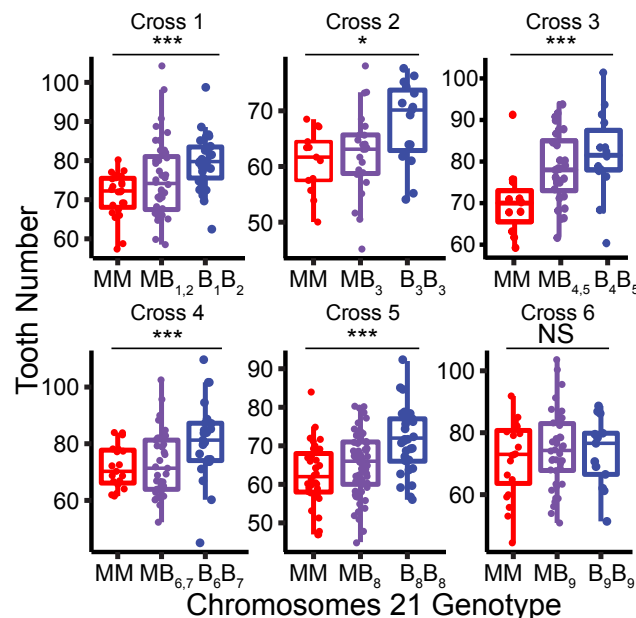 Cross 1
***
Cross 2
*
Cross 3
***
Tooth Number
100
90
80
70
60
70
60
50
100
90
80
70
60
MM MB1,2 B1B2
MM MB3 B3B3
MM MB4,5 B4B5
Cross 4
***
Cross 5
***
Cross 6
NS
100
80
60
90
80
70
60
50
100
80
60
MM MB6,7 B6B7
MM MB8 B8B8
MM MB9 B9B9
Chromosomes 21 Genotype